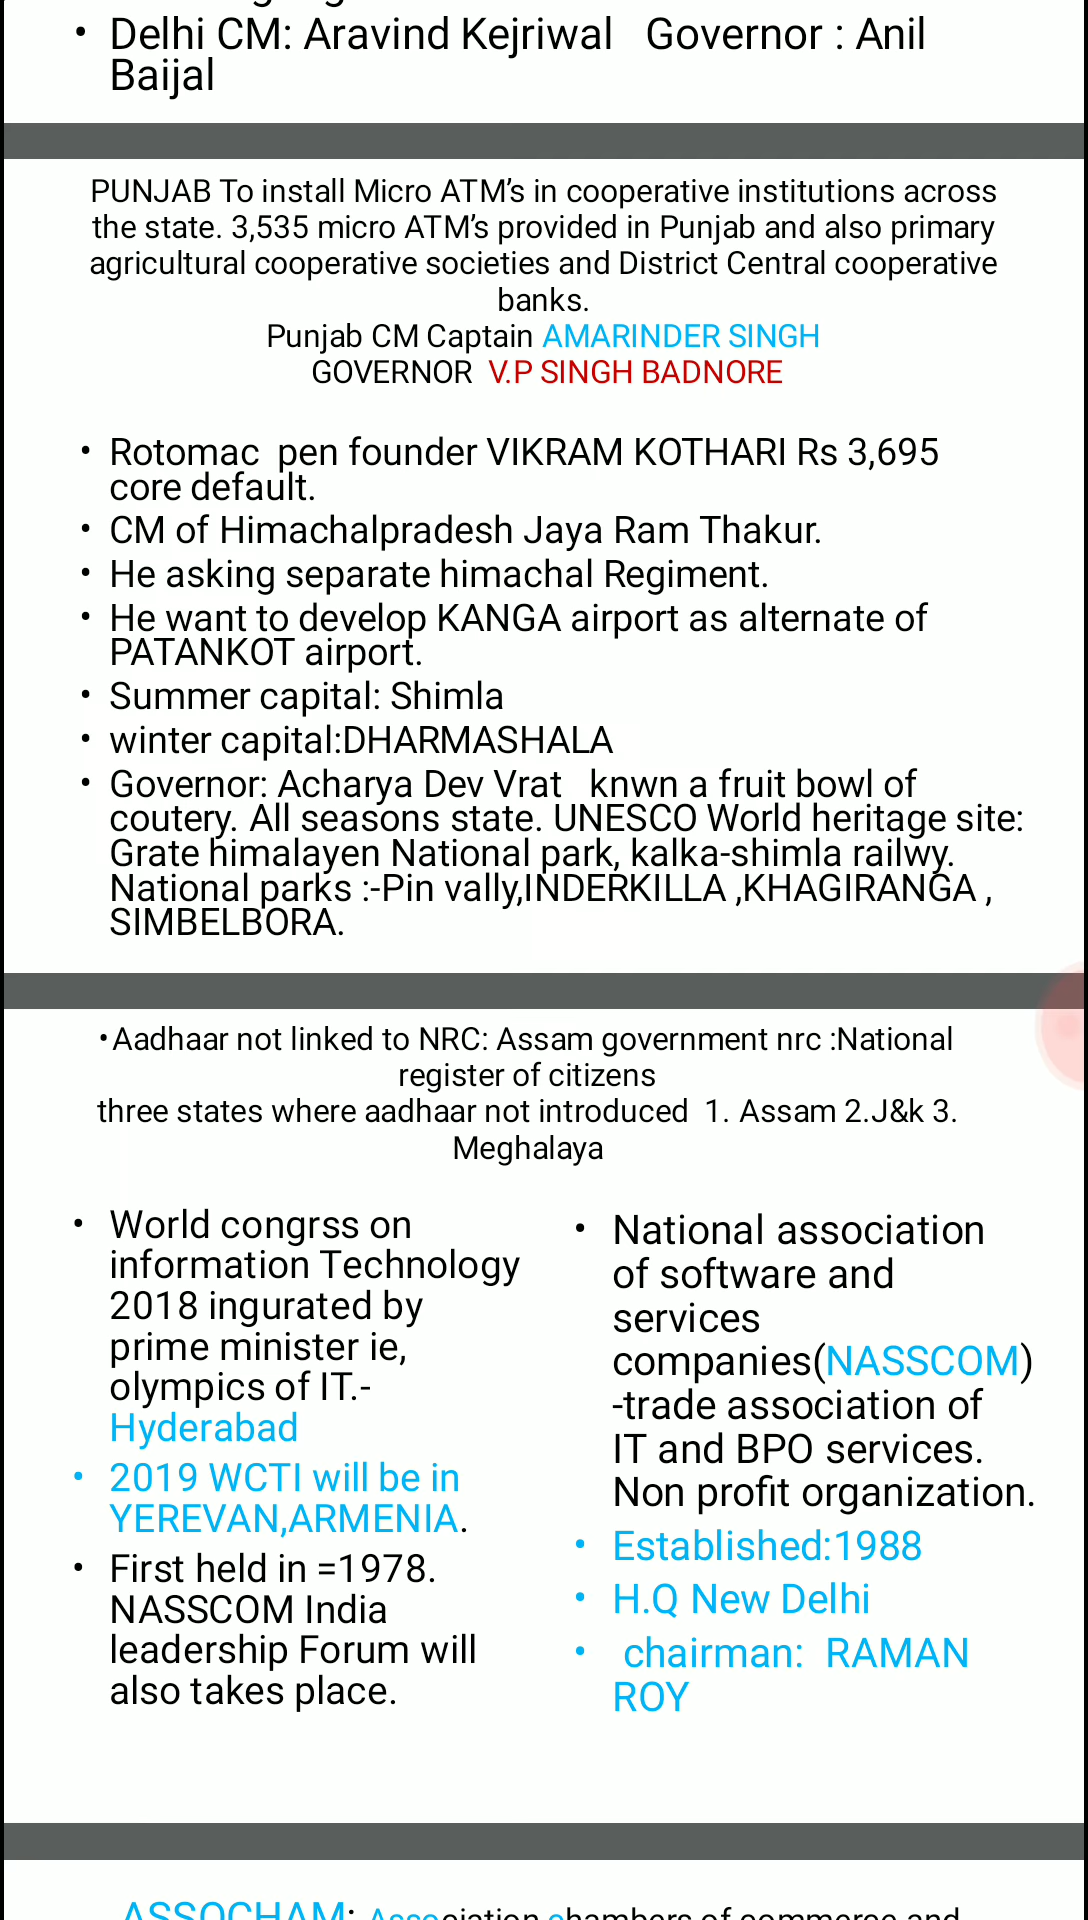 • Delhi CM: Aravind Kejriwal   Governor : Anil
Baijal
PUNJAB To install Micro ATM's in cooperative institutions across
the state. 3,535 micro ATM's provided in Punjab and also primary
agricultural cooperative societies and District Central cooperative
banks.
Punjab CM Captain AMARINDER SINGH
GOVERNOR  V.P SINGH BADNORE
• Rotomac  pen founder VIKRAM KOTHARI Rs 3,695
core default.
• CM of Himachalpradesh Jaya Ram Thakur.
• He asking separate himachal Regiment.
• He want to develop KANGA airport as alternate of
PATANKOT airport.
• Summer capital: Shimla
• winter capital:DHARMASHALA
• Governor: Acharya Dev Vrat   knwn a fruit bowl of
coutery. All seasons state. UNESCO World heritage site:
Grate himalayen National park, kalka-shimla railwy.
National parks :-Pin vally,INDERKILLA ,KHAGIRANGA ,
SIMBELBORA.
•Aadhaar not linked to NRC: Assam government nrc :National
register of citizens
three states where aadhaar not introduced  1. Assam 2.J&k 3.
Meghalaya
• World congrss on
information Technology
2018 ingurated by
prime minister ie,
olympics of IT.-
Hyderabad
• 2019 WCTI will be in
YEREVAN,ARMENIA.
• First held in =1978.
NASSCOM India
leadership Forum will
also takes place.
• National association
of software and
services
companies(NASSCOM)
-trade association of
IT and BPO services.
Non profit organization.
• Established:1988
• H.Q New Delhi
• chairman:  RAMAN
ROY
ASSOCHAM: Association chambers of commerce and